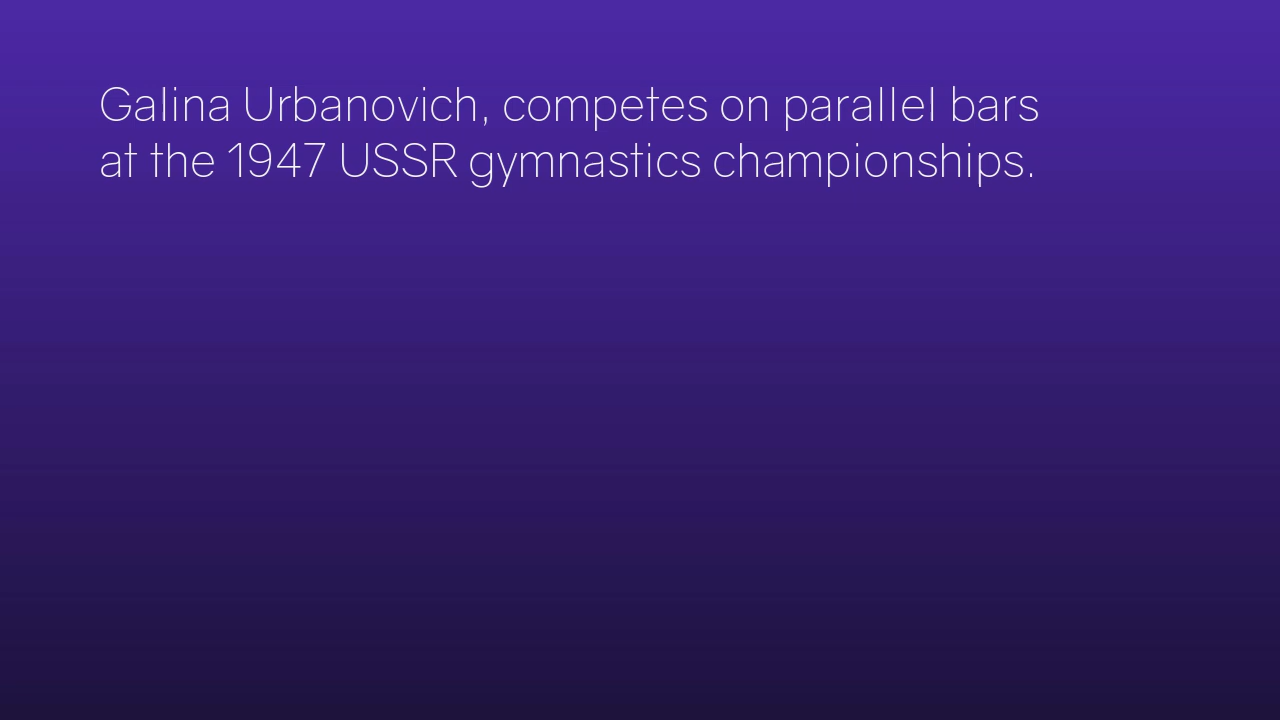 Galina Urbanovich, competes on parallel bars
at the 1947 USSR gymnastics championships.